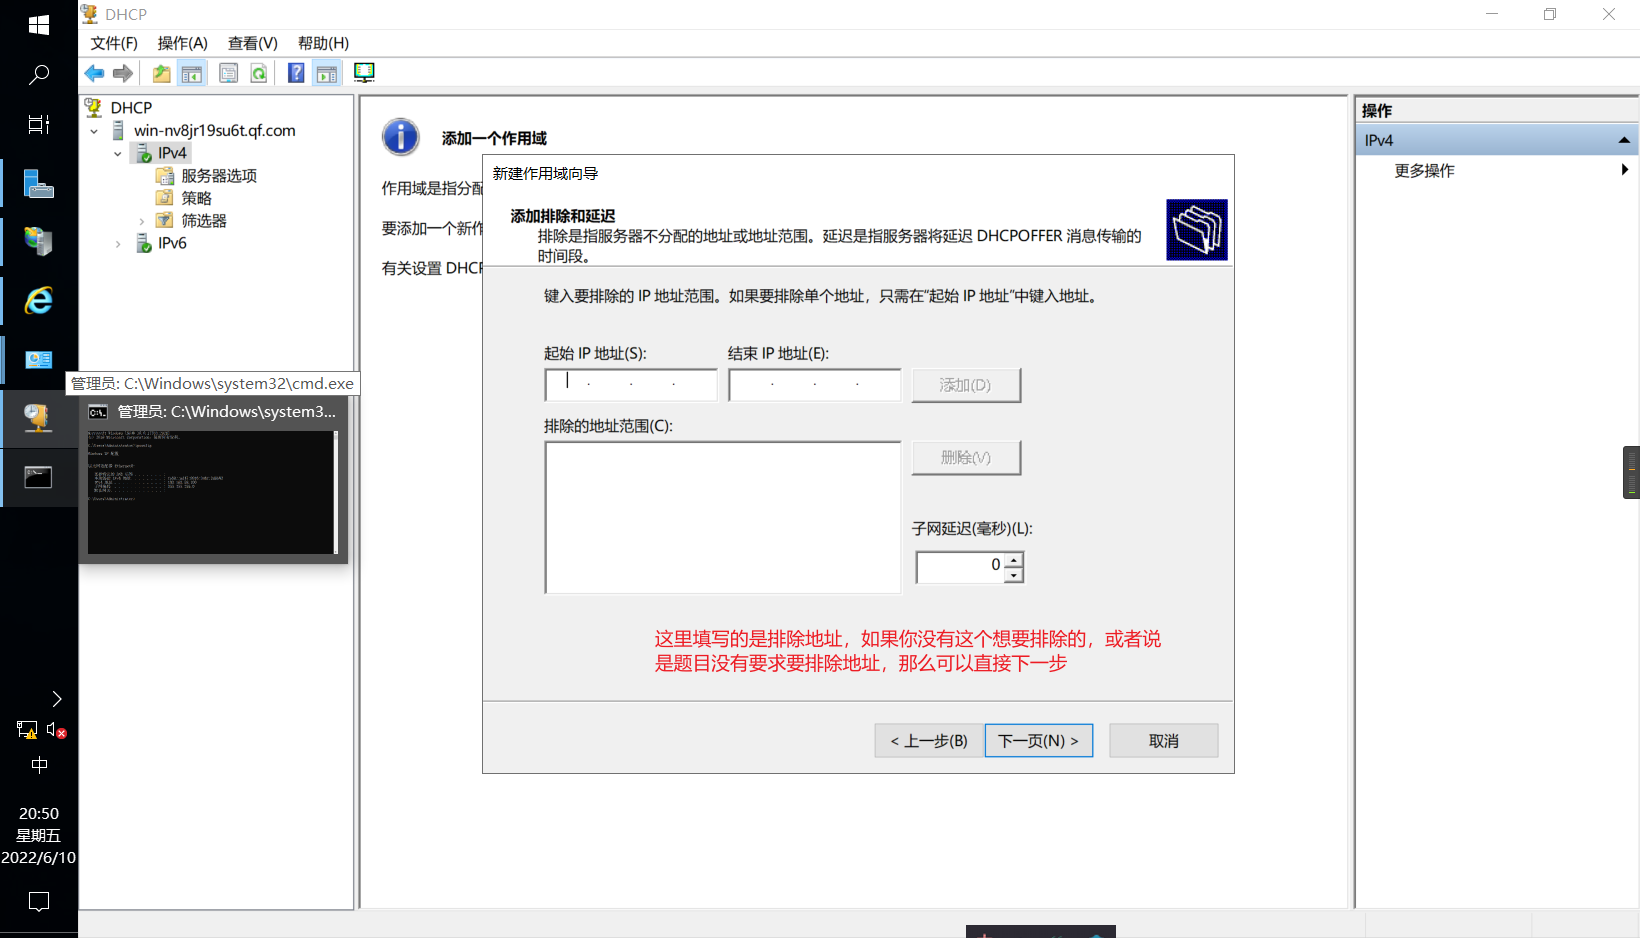 DHCP
文件(F) 操作(A) 查看(V) 帮助(H)
DHCP
win-nv8jr19su6t.qf.com
IPv4
服务器选项
策略
筛选器
IPv6
管理员: C:\Windows\system32\cmd.exe
管理员: C:\Windows\system3...
添加一个作用域
作用域是指分配
要添加一个新作
有关设置 DHCP
新建作用域向导
添加排除和延迟
排除是指服务器不分配的地址或地址范围。延迟是指服务器将延迟 DHCPOFFER 消息传输的
时间段。
键入要排除的 IP 地址范围。如果要排除单个地址，只需在"起始 IP 地址"中键入地址。
起始 IP 地址(S): 结束 IP 地址(E):
添加(D)
排除的地址范围(C):
删除(V)
子网延迟(毫秒)(L):
0
这里填写的是排除地址，如果你没有这个想要排除的，或者说
是题目没有要求要排除地址，那么可以直接下一步
< 上一步(B) 下一页(N) > 取消
操作
IPv4
更多操作
中
20:50
星期五
2022/6/10